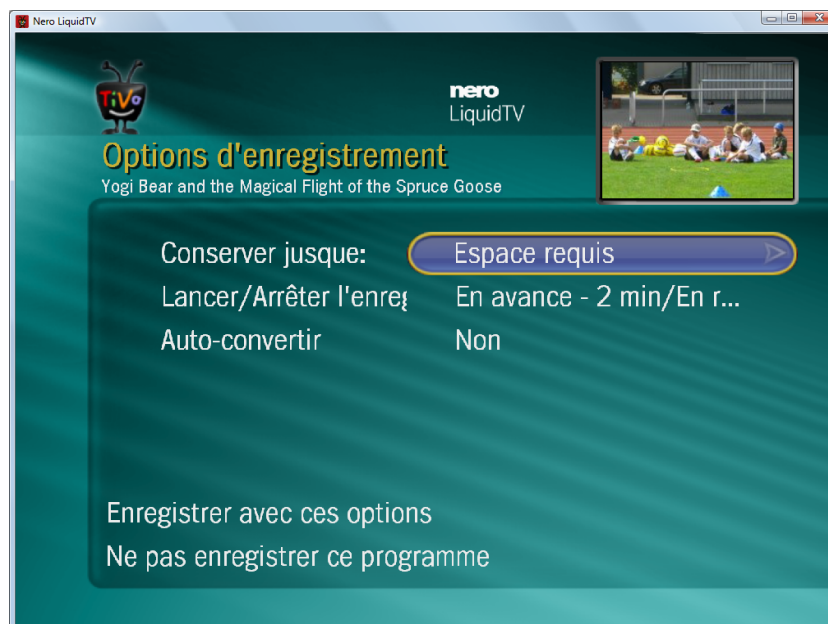 Nero LiquidTV
TiVo
nero
LiquidTV
Options d'enregistrement
Yogi Bear and the Magical Flight of the Spruce Goose
Conserver jusque: Espace requis
Lancer/Arrêter l'enreg En avance - 2 min/En r...
Auto-convertir Non
Enregistrer avec ces options
Ne pas enregistrer ce programme